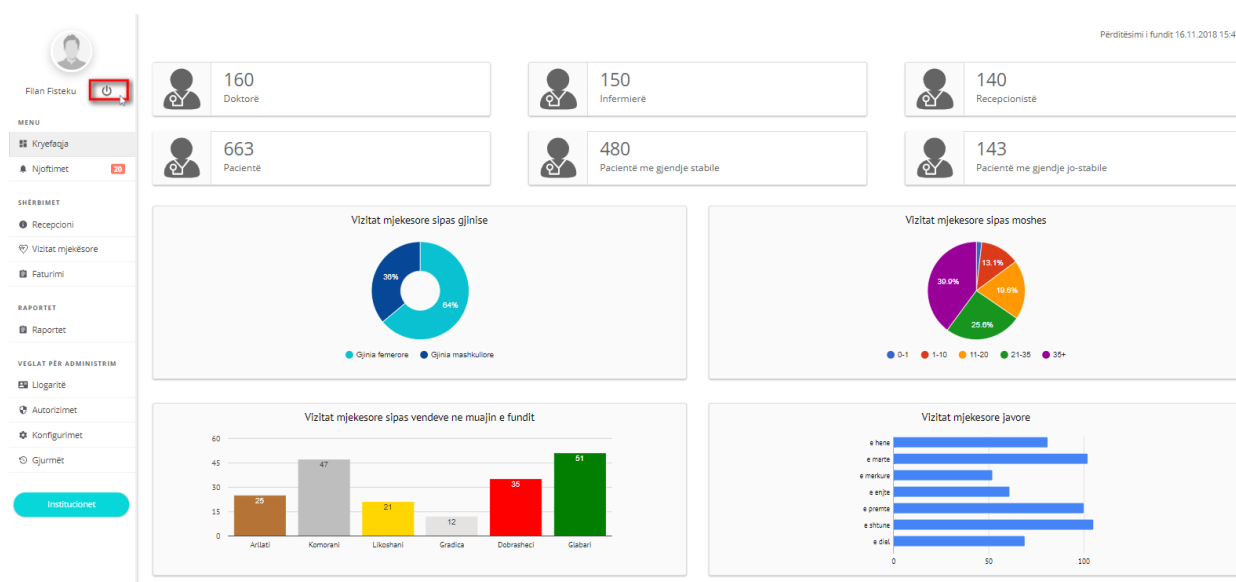 Përditësimi i fundit 16.11.2018 15:4
Filan Fisteku
MENU
Kryefaqja
Njoftimet 20
SHËRBIMET
Recepcioni
Vizitat mjekësore
Faturimi
RAPORTET
Raportet
VEGLAT PËR ADMINISTRIM
Llogaritë
Autorizimet
Konfigurimet
Gjurmët
Institucionet
160
Doktorë
150
Infermierë
140
Recepcionistë
663
Pacientë
480
Pacientë me gjendje stabile
143
Pacientë me gjendje jo-stabile
Vizitat mjekesore sipas gjinise
36%
64%
Gjinia femerore Gjinia mashkullore
Vizitat mjekesore sipas moshes
13.1%
39.9%
19.6%
25.6%
0-1 1-10 11-20 21-35 35+
Vizitat mjekesore sipas vendeve ne muajin e fundit
60
45
30
15
0
25 47 21 12 35 51
Arllati Komorani Likoshani Gradica Dobrasheci Glabari
Vizitat mjekesore javore
e hene
e marte
e merkure
e enjte
e premte
e shtune
e diel
0 50 100